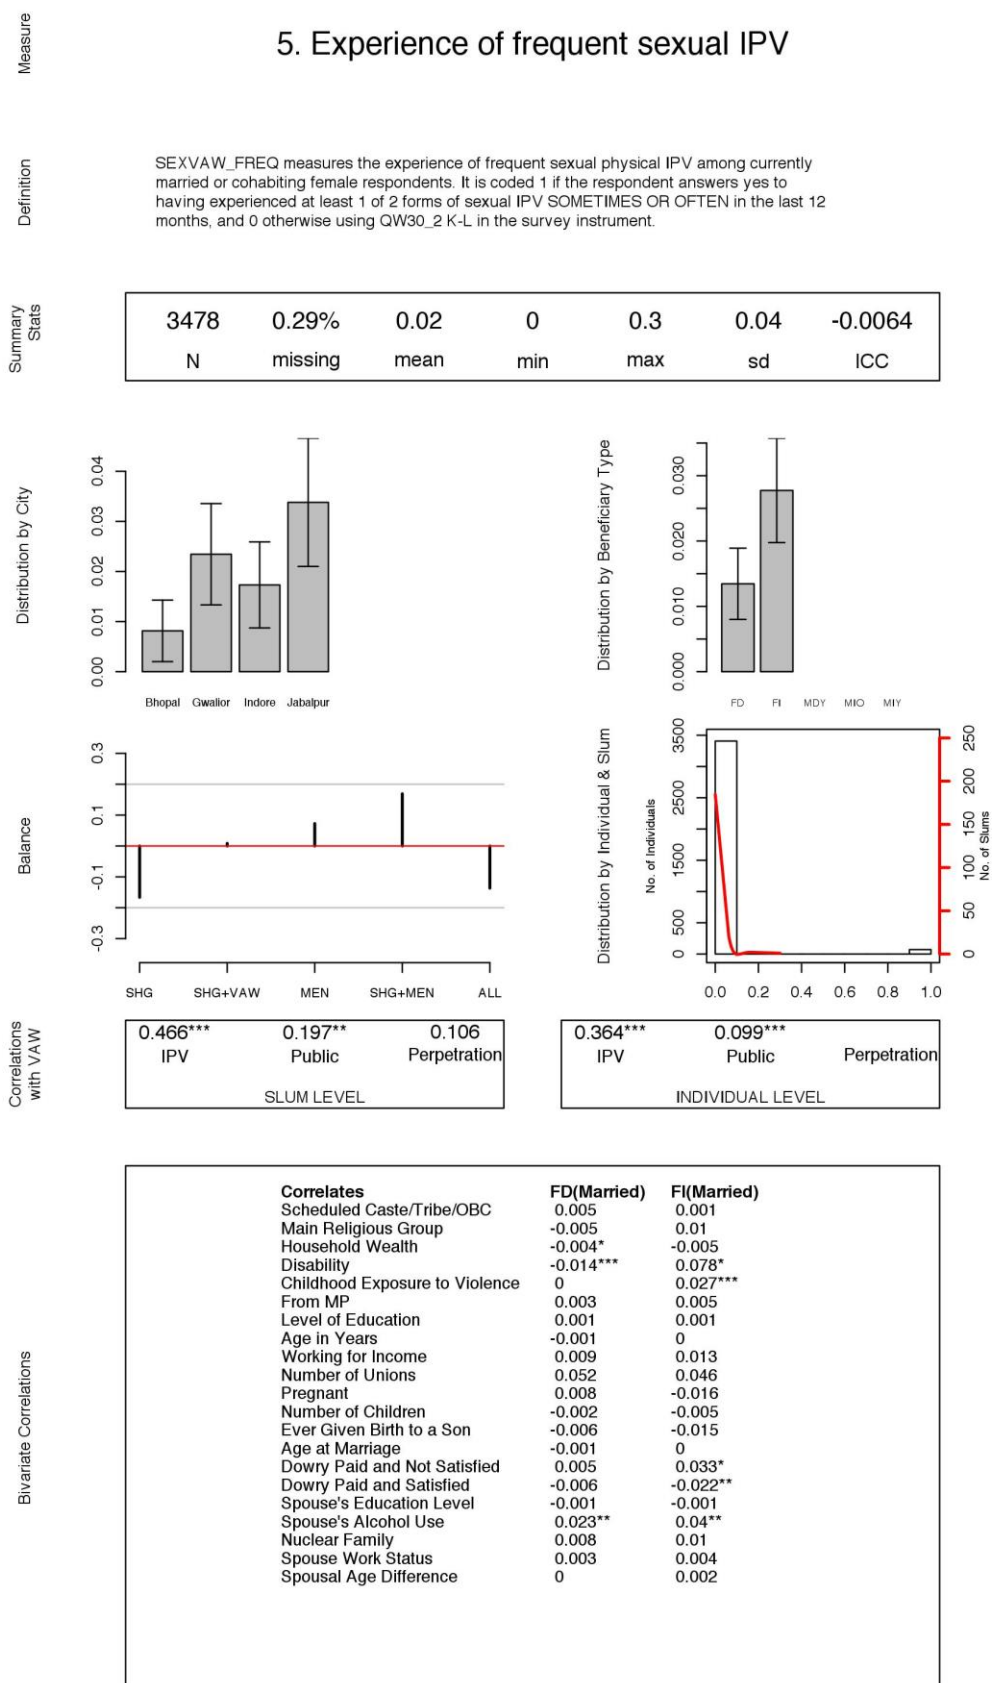 Measure
5. Experience of frequent sexual IPV
Definition
SEXVAW_FREQ measures the experience of frequent sexual physical IPV among currently
married or cohabiting female respondents. It is coded 1 if the respondent answers yes to
having experienced at least 1 of 2 forms of sexual IPV SOMETIMES OR OFTEN in the last 12
months, and 0 otherwise using QW30_2 K-L in the survey instrument.
Summary
Stats
3478 0.29% 0.02 0 0.3 0.04 -0.0064
N missing mean min max sd ICC
Distribution by City
0.00 0.01 0.02 0.03 0.04
Bhopal Gwalior Indore Jabalpur
Distribution by Beneficiary Type
0.000 0.010 0.020 0.030
FD FI MDY MIO MIY
Balance
-0.3 -0.1 0.1 0.3
SHG SHG+VAW MEN SHG+MEN ALL
Distribution by Individual & Slum
No. of Individuals
0 500 1500 2500 3500
0.0 0.2 0.4 0.6 0.8 1.0
0 50 100 150 200 250
No. of Slums
Correlations
with VAW
0.466*** 0.197** 0.106
IPV Public Perpetration
SLUM LEVEL
0.364*** 0.099***
IPV Public Perpetration
INDIVIDUAL LEVEL
Bivariate Correlations
Correlates FD(Married) FI(Married)
Scheduled Caste/Tribe/OBC 0.005 0.001
Main Religious Group -0.005 0.01
Household Wealth -0.004* -0.005
Disability -0.014*** 0.078*
Childhood Exposure to Violence 0 0.027***
From MP 0.003 0.005
Level of Education 0.001 0.001
Age in Years -0.001 0
Working for Income 0.009 0.013
Number of Unions 0.052 0.046
Pregnant 0.008 -0.016
Number of Children -0.002 -0.005
Ever Given Birth to a Son -0.006 -0.015
Age at Marriage -0.001 0
Dowry Paid and Not Satisfied 0.005 0.033*
Dowry Paid and Satisfied -0.006 -0.022**
Spouse's Education Level -0.001 -0.001
Spouse's Alcohol Use 0.023** 0.04**
Nuclear Family 0.008 0.01
Spouse Work Status 0.003 0.004
Spousal Age Difference 0 0.002